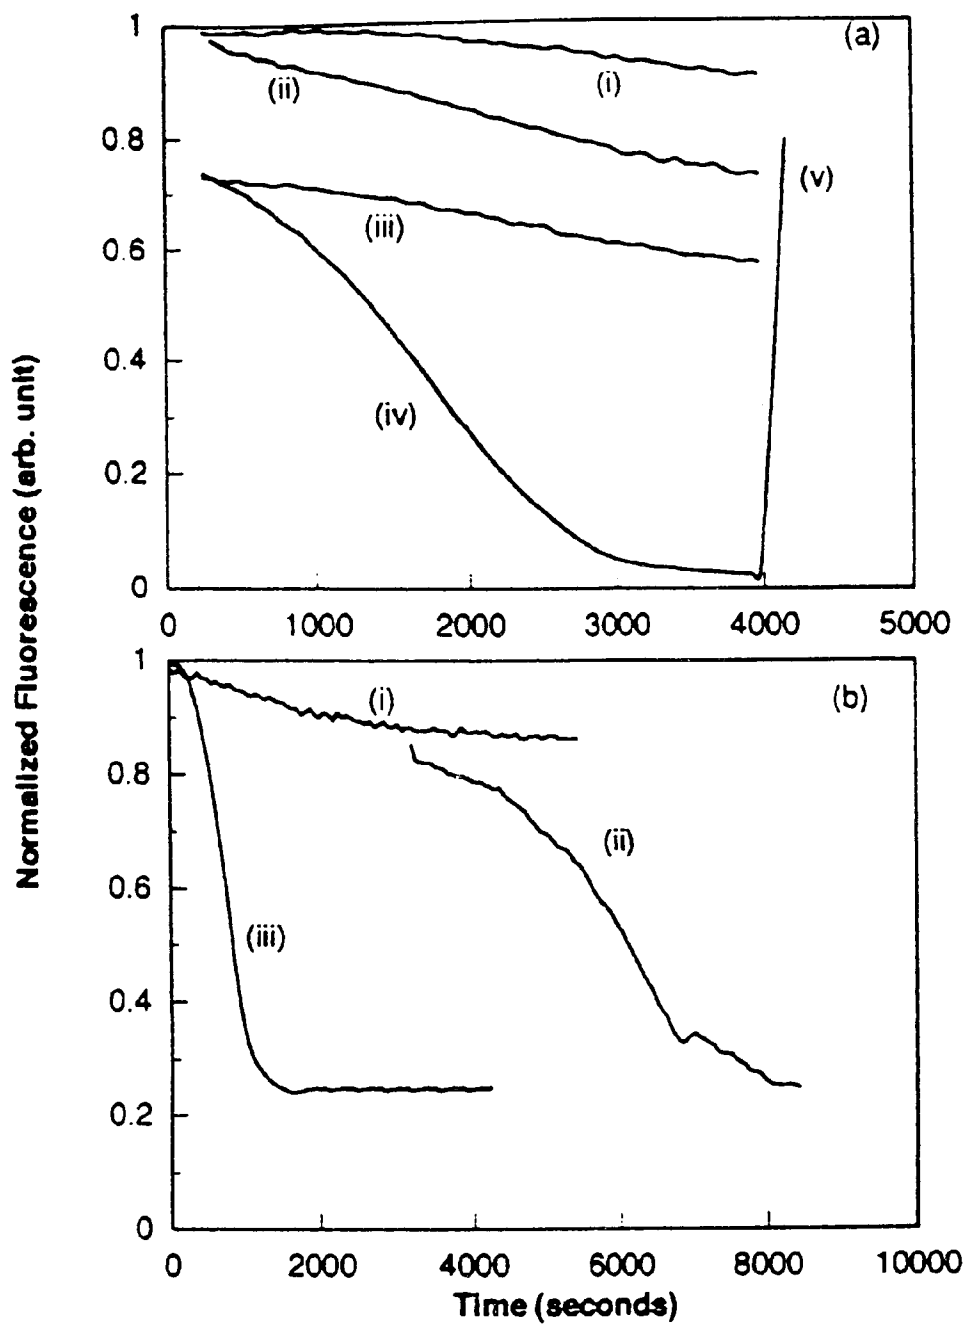 Normalized Fluorescence (arb. unit)
1
0.8
0.6
0.4
0.2
0
(a)
(i)
(ii)
(iii)
(iv)
(v)
0 1000 2000 3000 4000 5000
1
0.8
0.6
0.4
0.2
0
(b)
(i)
(ii)
(iii)
0 2000 4000 6000 8000 10000
Time (seconds)